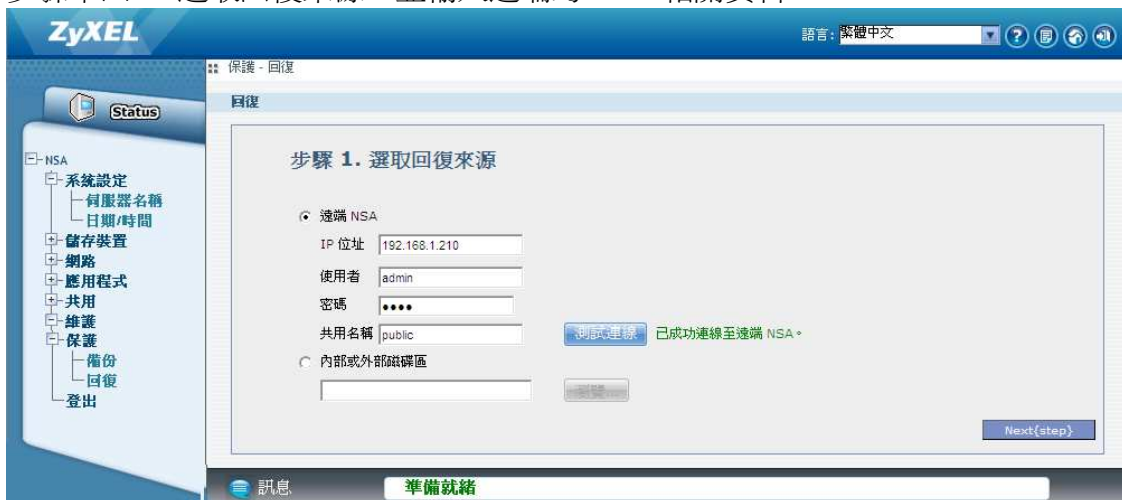 ZyXEL
語言: 繁體中文
保護 - 回復
Status
回復
NSA
系統設定
伺服器名稱
日期/時間
儲存裝置
網路
應用程式
共用
維護
保護
備份
回復
登出
步驟 1. 選取回復來源
遠端 NSA
IP 位址 192.168.1.210
使用者 admin
密碼 ••••
共用名稱 public 測試連線 已成功連線至遠端 NSA。
內部或外部磁碟區
瀏覽...
Next{step}
訊息 準備就緒